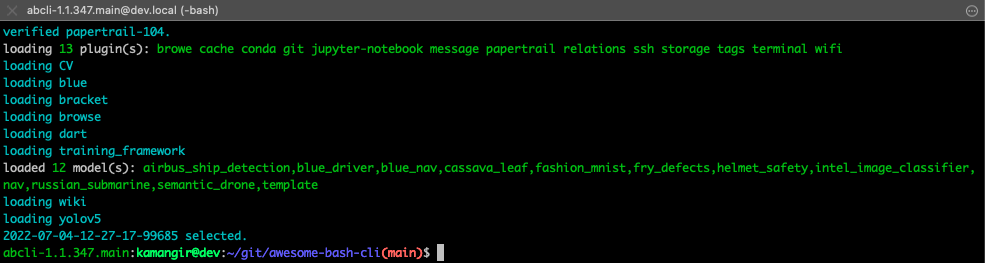 abcli-1.1.347.main@dev.local (-bash)
verified papertrail-104.
loading 13 plugin(s): browe cache conda git jupyter-notebook message papertrail relations ssh storage tags terminal wifi
loading CV
loading blue
loading bracket
loading browse
loading dart
loading training_framework
loaded 12 model(s): airbus_ship_detection,blue_driver,blue_nav,cassava_leaf,fashion_mnist,fry_defects,helmet_safety,intel_image_classifier,
nav,russian_submarine,semantic_drone,template
loading wiki
loading yolov5
2022-07-04-12-27-17-99685 selected.
abcli-1.1.347.main:kamangir@dev:~/git/awesome-bash-cli(main)$